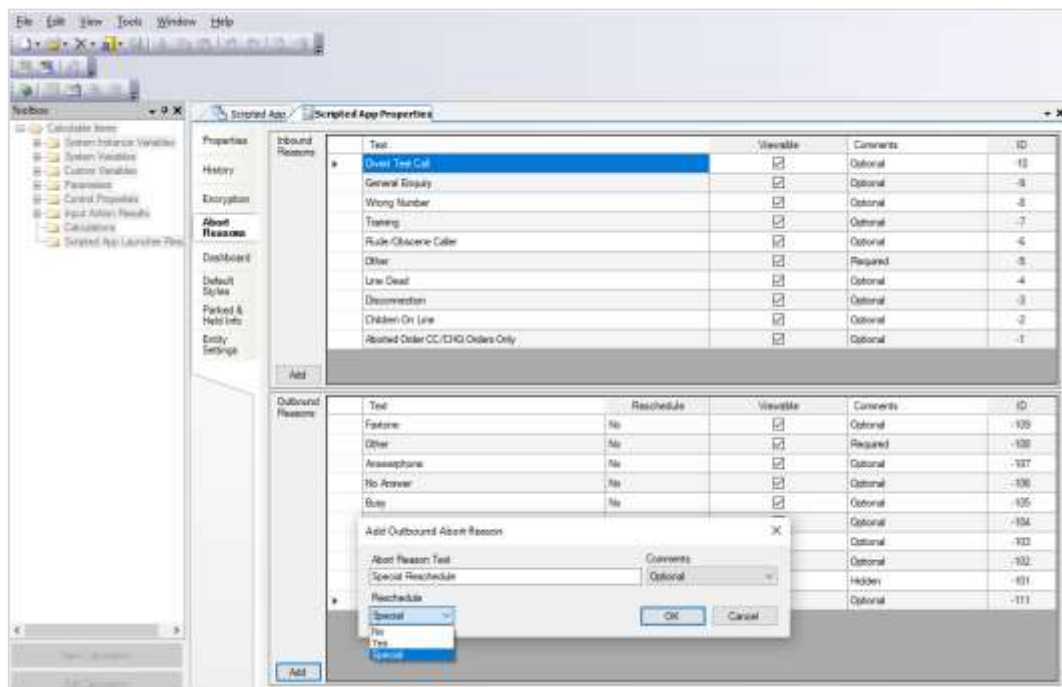 File Edit View Tools Window Help
Toolbox
Scripted App
Scripted App Properties
Calculable Items
System Instance Variables
System Variables
Custom Variables
Parameters
Control Properties
Input Action Results
Calculations
Scripted App Launcher Res
Properties
History
Encryption
Abort Reasons
Dashboard
Default Styles
Parked & Held Info
Entity Settings
Inbound Reasons
Text Viewable Comments ID
Divert Test Call Optional -10
General Enquiry Optional -9
Wrong Number Optional -8
Training Optional -7
Rude/Obscene Caller Optional -6
Other Required -5
Line Dead Optional -4
Disconnection Optional -3
Children On Line Optional -2
Aborted Order CC/CHQ Orders Only Optional -1
Add
Outbound Reasons
Text Reschedule Viewable Comments ID
Faxtone No Optional -109
Other No Required -108
Answerphone No Optional -107
No Answer No Optional -106
Busy No Optional -105
Optional -104
Optional -103
Optional -102
Hidden -101
Optional -111
Add Outbound Abort Reason
Abort Reason Text Comments
Special Reschedule Optional
Reschedule
Special OK Cancel
No
Yes
Special
Add